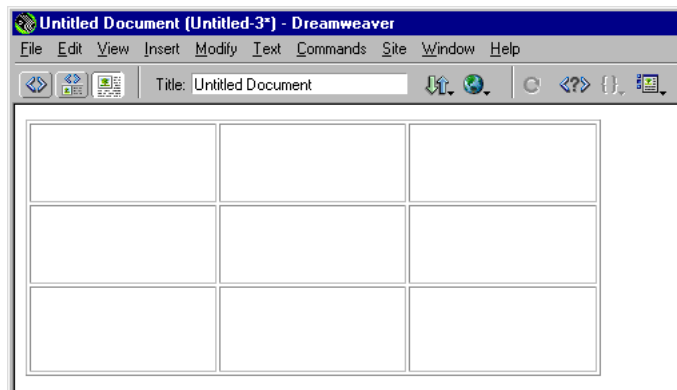 Untitled Document (Untitled-3*) - Dreamweaver
File Edit View Insert Modify Text Commands Site Window Help
Title: Untitled Document